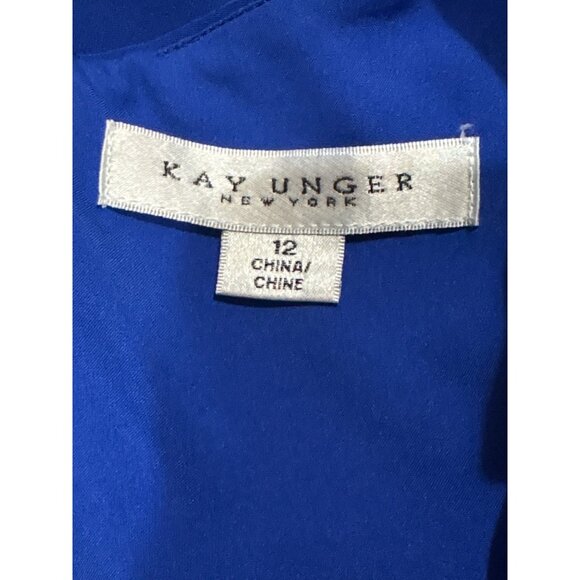 KAY UNGER
NEW YORK
12
CHINA/
CHINE